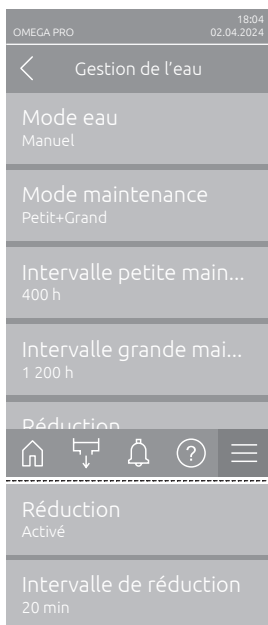 18:04
OMEGA PRO 02.04.2024
Gestion de l'eau
Mode eau
Manuel
Mode maintenance
Petit+Grand
Intervalle petite main...
400 h
Intervalle grande mai...
1 200 h
Réduction
?
Réduction
Activé
Intervalle de réduction
20 min